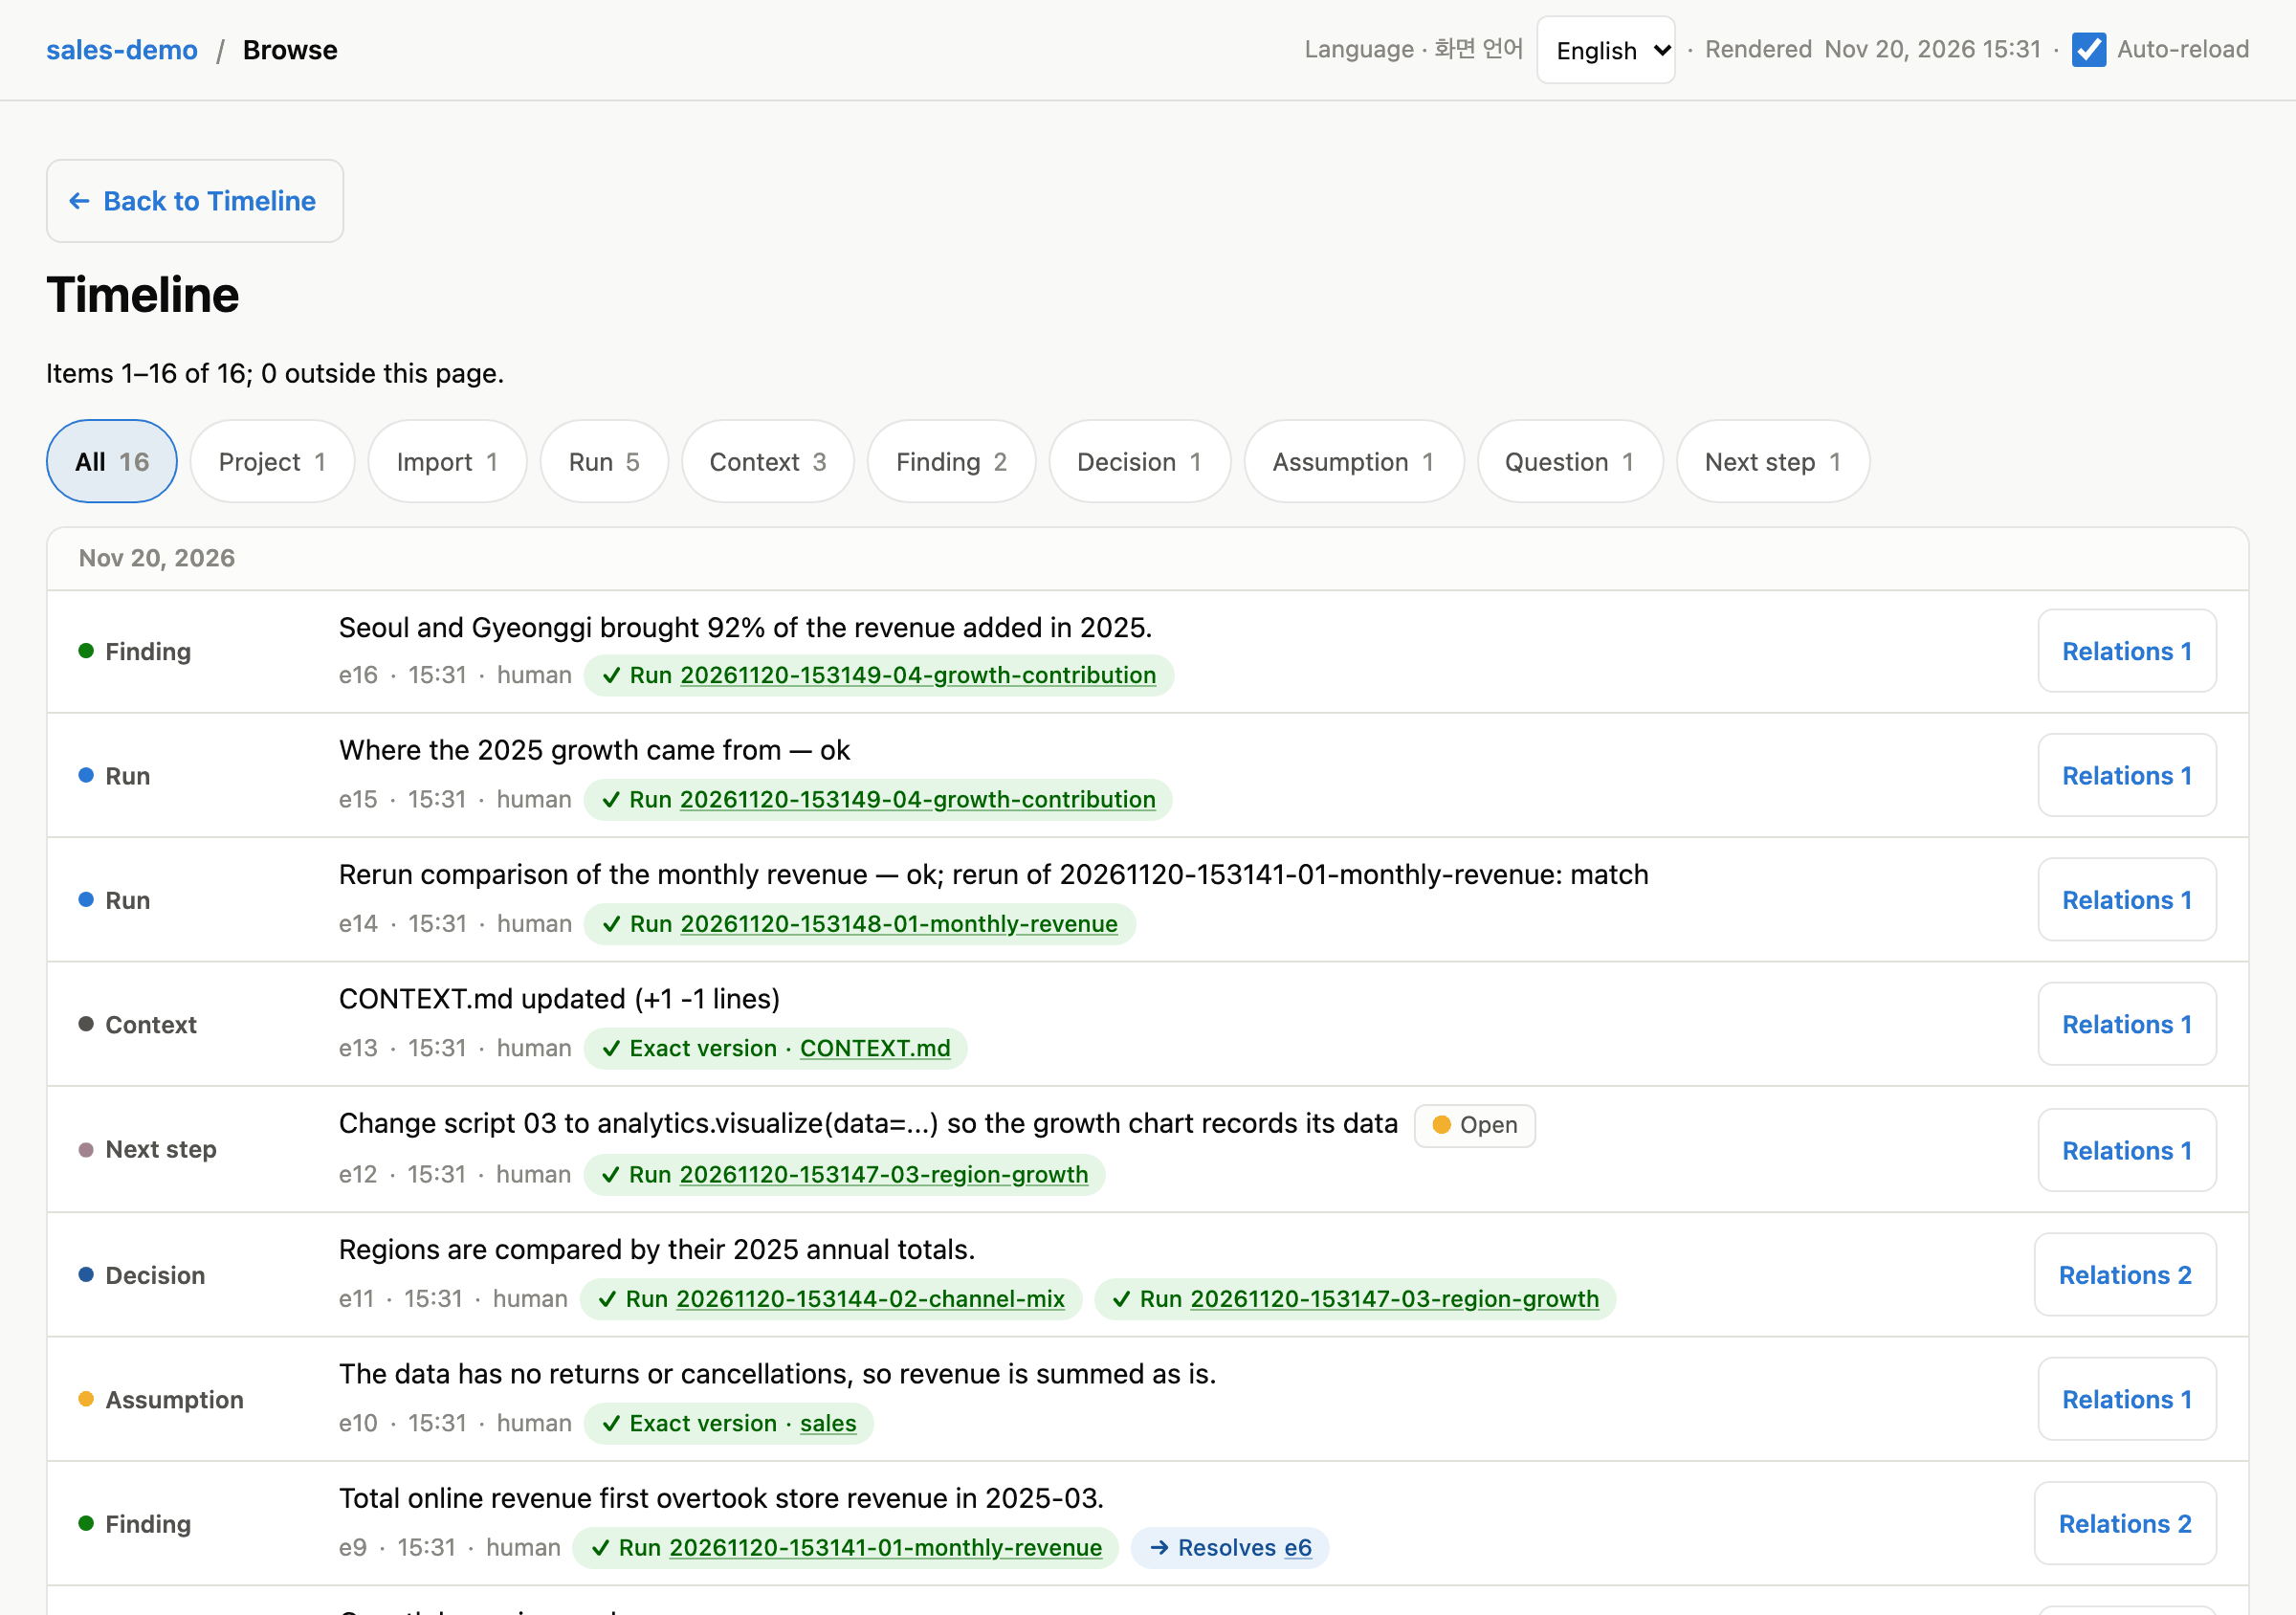 sales-demo / Browse
Language · 화면 언어 English · Rendered Nov 20, 2026 15:31 · Auto-reload
← Back to Timeline
Timeline
Items 1–16 of 16; 0 outside this page.
All 16 Project 1 Import 1 Run 5 Context 3 Finding 2 Decision 1 Assumption 1 Question 1 Next step 1
Nov 20, 2026
Finding
Seoul and Gyeonggi brought 92% of the revenue added in 2025.
e16 · 15:31 · human ✓ Run 20261120-153149-04-growth-contribution
Relations 1
Run
Where the 2025 growth came from — ok
e15 · 15:31 · human ✓ Run 20261120-153149-04-growth-contribution
Relations 1
Run
Rerun comparison of the monthly revenue — ok; rerun of 20261120-153141-01-monthly-revenue: match
e14 · 15:31 · human ✓ Run 20261120-153148-01-monthly-revenue
Relations 1
Context
CONTEXT.md updated (+1 -1 lines)
e13 · 15:31 · human ✓ Exact version · CONTEXT.md
Relations 1
Next step
Change script 03 to analytics.visualize(data=...) so the growth chart records its data Open
e12 · 15:31 · human ✓ Run 20261120-153147-03-region-growth
Relations 1
Decision
Regions are compared by their 2025 annual totals.
e11 · 15:31 · human ✓ Run 20261120-153144-02-channel-mix ✓ Run 20261120-153147-03-region-growth
Relations 2
Assumption
The data has no returns or cancellations, so revenue is summed as is.
e10 · 15:31 · human ✓ Exact version · sales
Relations 1
Finding
Total online revenue first overtook store revenue in 2025-03.
e9 · 15:31 · human ✓ Run 20261120-153141-01-monthly-revenue → Resolves e6
Relations 2